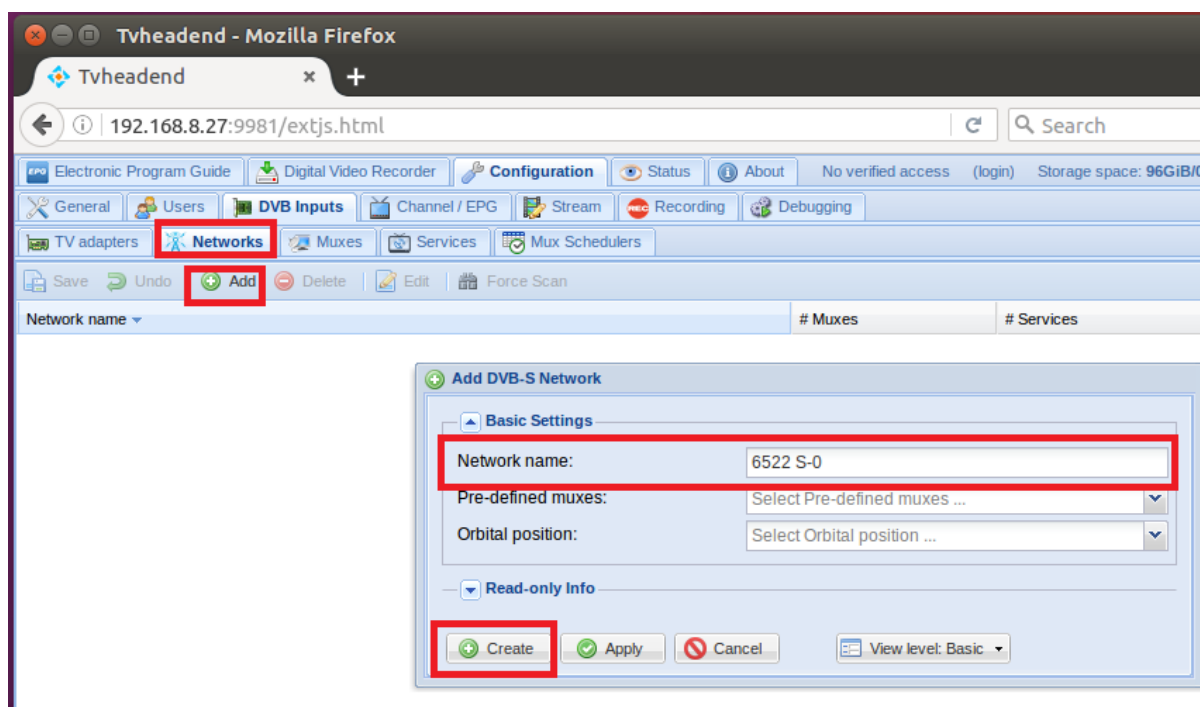 Tvheadend - Mozilla Firefox
Tvheadend
192.168.8.27:9981/extjs.html Search
EPG Electronic Program Guide Digital Video Recorder Configuration Status About No verified access (login) Storage space: 96GiB/
General Users DVB Inputs Channel / EPG Stream REC Recording Debugging
TV adapters Networks Muxes Services Mux Schedulers
Save Undo Add Delete Edit Force Scan
Network name # Muxes # Services
Add DVB-S Network
Basic Settings
Network name: 6522 S-0
Pre-defined muxes: Select Pre-defined muxes ...
Orbital position: Select Orbital position ...
Read-only Info
Create Apply Cancel View level: Basic